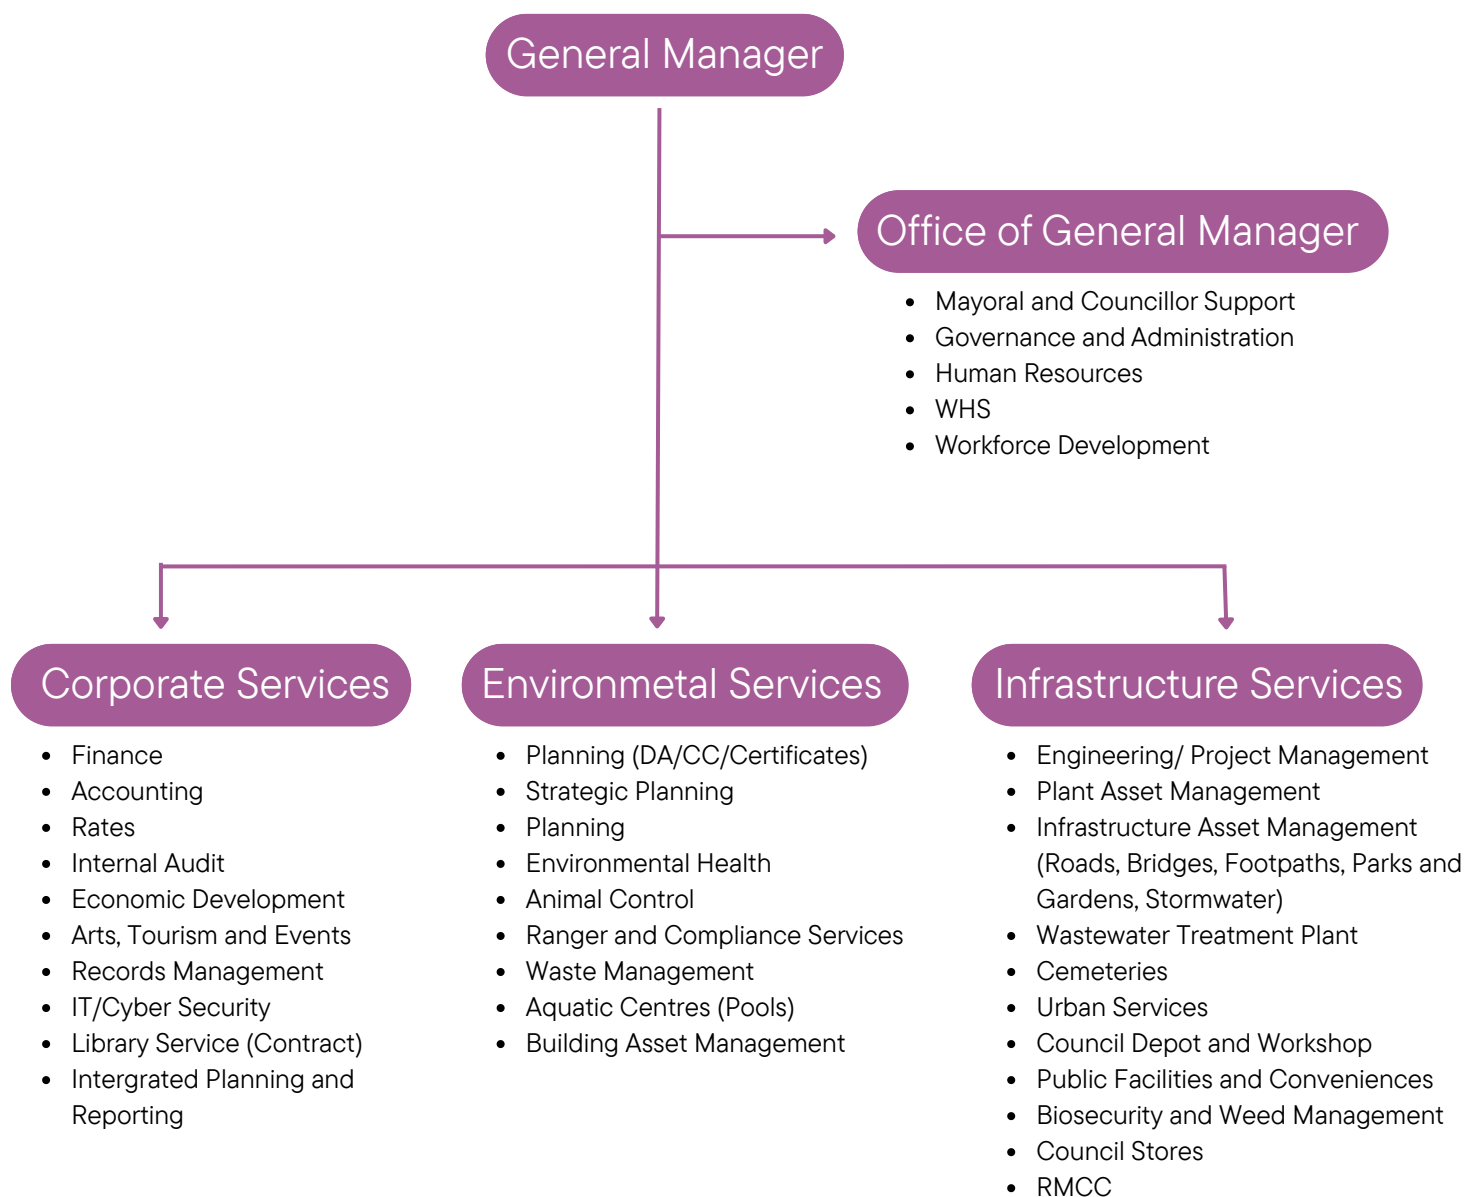 General Manager
Office of General Manager
Mayoral and Councillor Support
Governance and Administration
Human Resources
WHS
Workforce Development
Corporate Services
Finance
Accounting
Rates
Internal Audit
Economic Development
Arts, Tourism and Events
Records Management
IT/Cyber Security
Library Service (Contract)
Intergrated Planning and
Reporting
Environmetal Services
Planning (DA/CC/Certificates)
Strategic Planning
Planning
Environmental Health
Animal Control
Ranger and Compliance Services
Waste Management
Aquatic Centres (Pools)
Building Asset Management
Infrastructure Services
Engineering/ Project Management
Plant Asset Management
Infrastructure Asset Management
(Roads, Bridges, Footpaths, Parks and
Gardens, Stormwater)
Wastewater Treatment Plant
Cemeteries
Urban Services
Council Depot and Workshop
Public Facilities and Conveniences
Biosecurity and Weed Management
Council Stores
RMCC